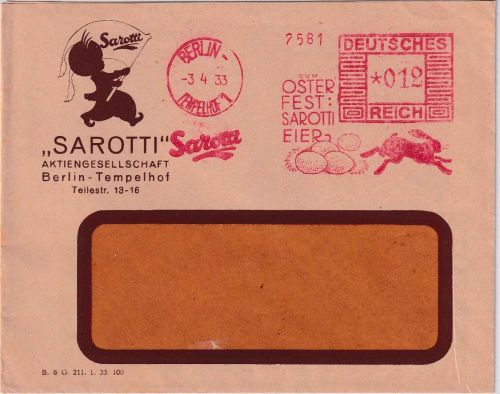 Sarotti
„SAROTTI“
AKTIENGESELLSCHAFT
Berlin-Tempelhof
Teilestr. 13-16
BERLIN-
-3.4.33
TEMPELHOF 1
Sarotti
7581
ZUM
OSTER
FEST:
SAROTTI
EIER
DEUTSCHES
*012
REICH
B. & G. 211. 1. 33. 100.